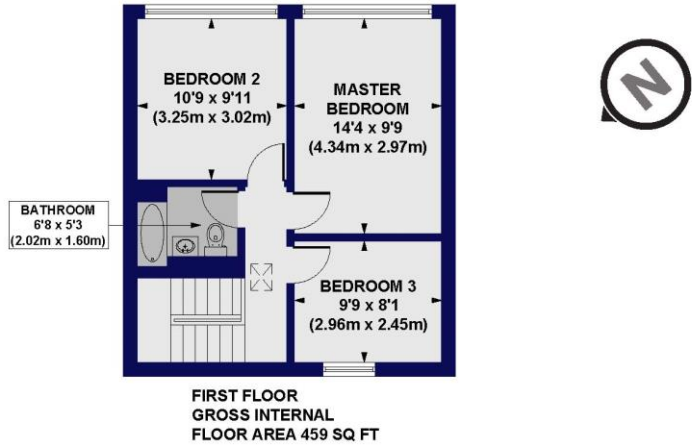 BEDROOM 2
10'9 x 9'11
(3.25m x 3.02m)
MASTER
BEDROOM
14'4 x 9'9
(4.34m x 2.97m)
N
BATHROOM
6'8 x 5'3
(2.02m x 1.60m)
BEDROOM 3
9'9 x 8'1
(2.96m x 2.45m)
FIRST FLOOR
GROSS INTERNAL
FLOOR AREA 459 SQ FT